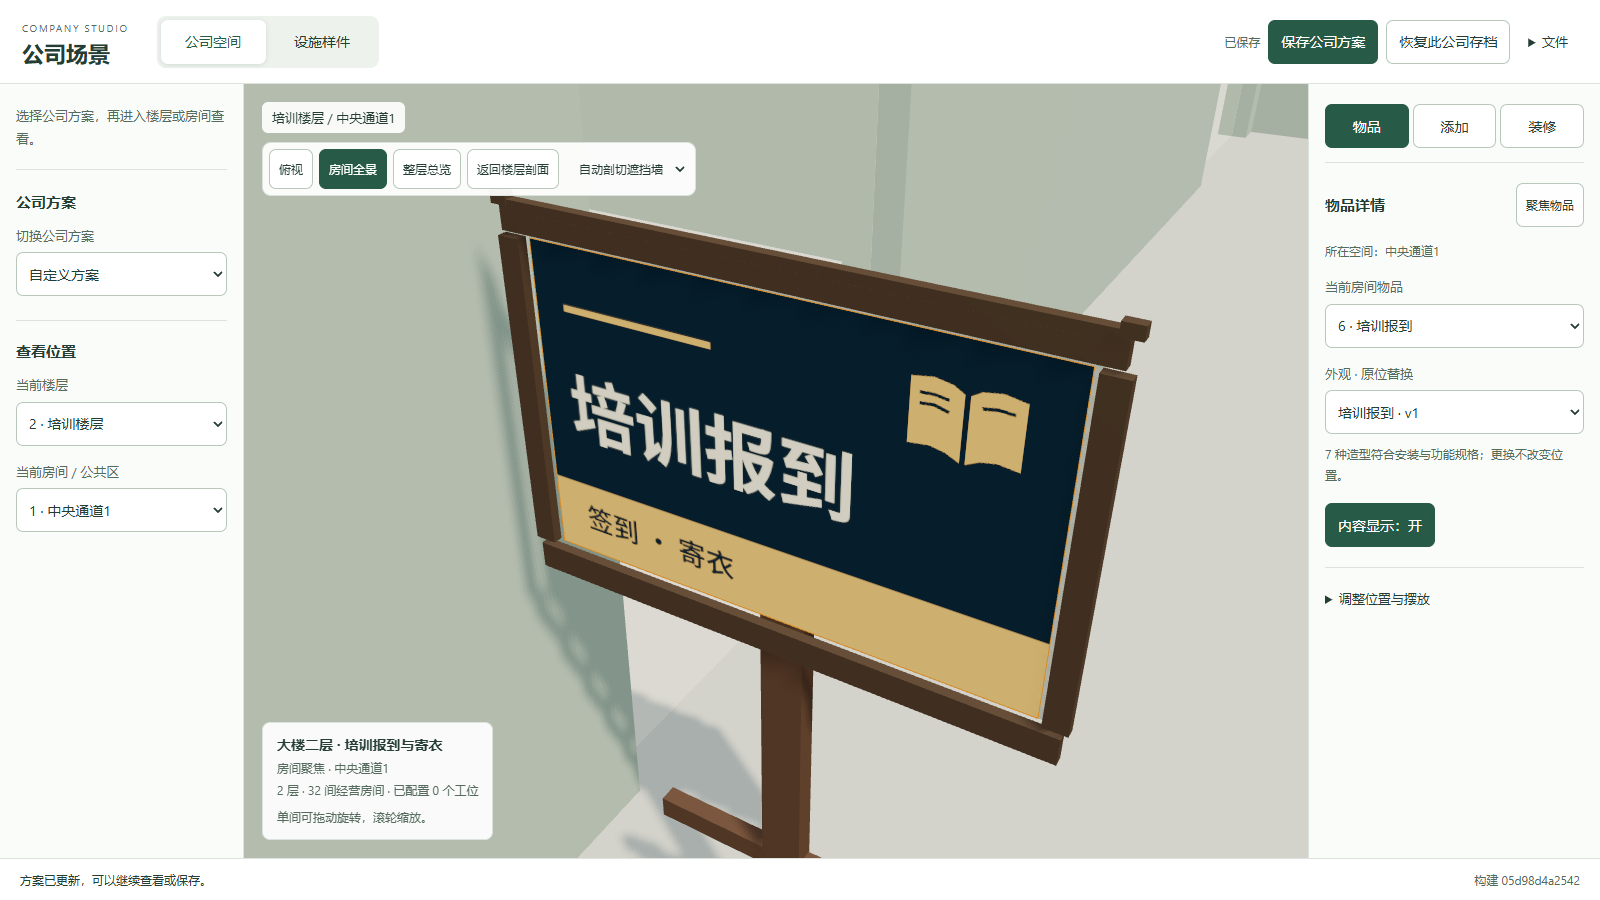 COMPANY STUDIO
公司场景
公司空间
设施样件
已保存
保存公司方案
恢复此公司存档
文件
选择公司方案，再进入楼层或房间查看。
公司方案
切换公司方案
自定义方案
查看位置
当前楼层
2 · 培训楼层
当前房间 / 公共区
1 · 中央通道1
培训楼层 / 中央通道1
俯视
房间全景
整层总览
返回楼层剖面
自动剖切遮挡墙
培训报到
签到 · 寄衣
大楼二层 · 培训报到与寄衣
房间聚焦 · 中央通道1
2 层 · 32 间经营房间 · 已配置 0 个工位
单间可拖动旋转，滚轮缩放。
物品
添加
装修
物品详情
聚焦物品
所在空间：中央通道1
当前房间物品
6 · 培训报到
外观 · 原位替换
培训报到 · v1
7 种造型符合安装与功能规格；更换不改变位置。
内容显示：开
调整位置与摆放
方案已更新，可以继续查看或保存。
构建 05d98d4a2542